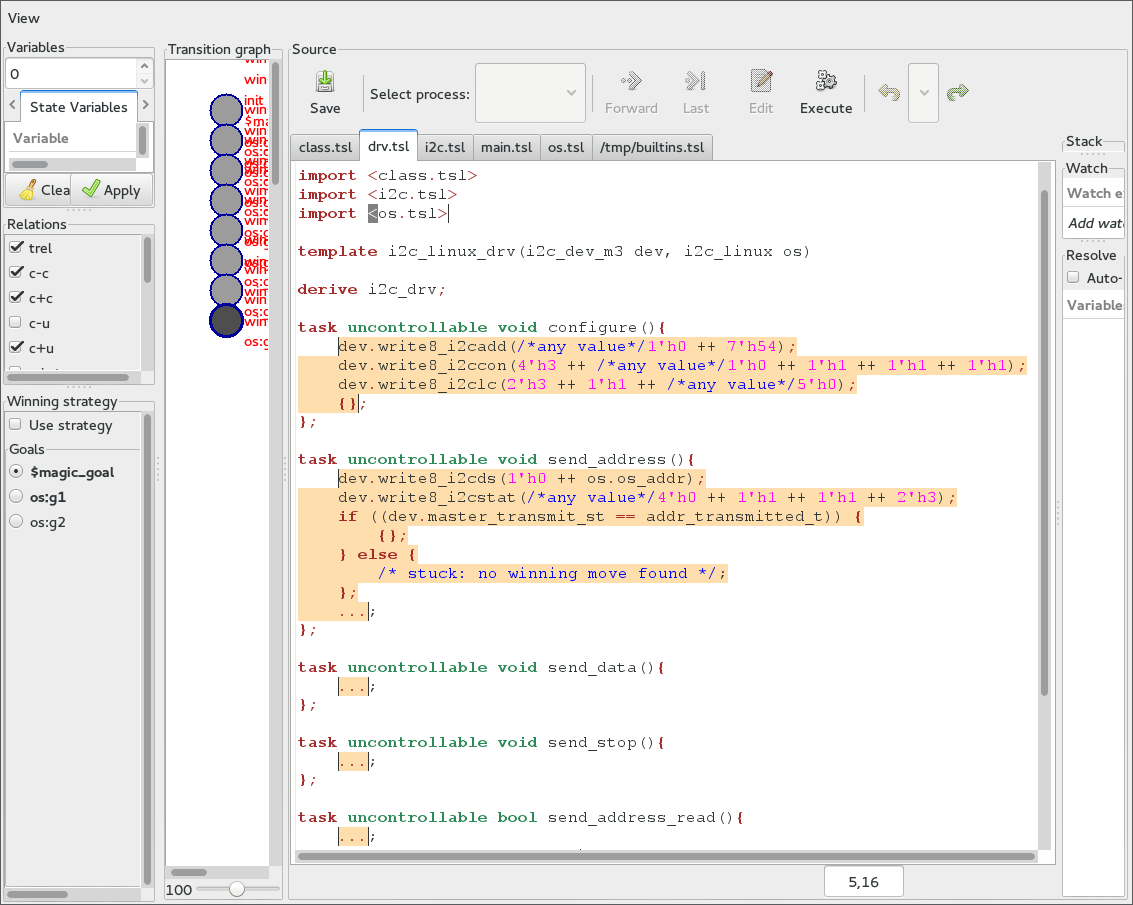 View
Variables
0
State Variables
Variable
Clea
Apply
Relations
trel
c-c
c+c
c-u
c+u
Winning strategy
Use strategy
Goals
$magic_goal
os:g1
os:g2
Transition graph
win
init
win
$ma
win
100
Source
Save
Select process:
Forward
Last
Edit
Execute
class.tsl
drv.tsl
i2c.tsl
main.tsl
os.tsl
/tmp/builtins.tsl
import <class.tsl>
import <i2c.tsl>
import <os.tsl>
template i2c_linux_drv(i2c_dev_m3 dev, i2c_linux os)
derive i2c_drv;
task uncontrollable void configure(){
dev.write8_i2cadd(/*any value*/1'h0 ++ 7'h54);
dev.write8_i2ccon(4'h3 ++ /*any value*/1'h0 ++ 1'h1 ++ 1'h1 ++ 1'h1);
dev.write8_i2clc(2'h3 ++ 1'h1 ++ /*any value*/5'h0);
{};
};
task uncontrollable void send_address(){
dev.write8_i2cds(1'h0 ++ os.os_addr);
dev.write8_i2cstat(/*any value*/4'h0 ++ 1'h1 ++ 1'h1 ++ 2'h3);
if ((dev.master_transmit_st == addr_transmitted_t)) {
{};
} else {
/* stuck: no winning move found */;
};
...;
};
task uncontrollable void send_data(){
...;
};
task uncontrollable void send_stop(){
...;
};
task uncontrollable bool send_address_read(){
...;
5,16
Stack
Watch
Watch e
Add wat
Resolve
Auto-
Variable